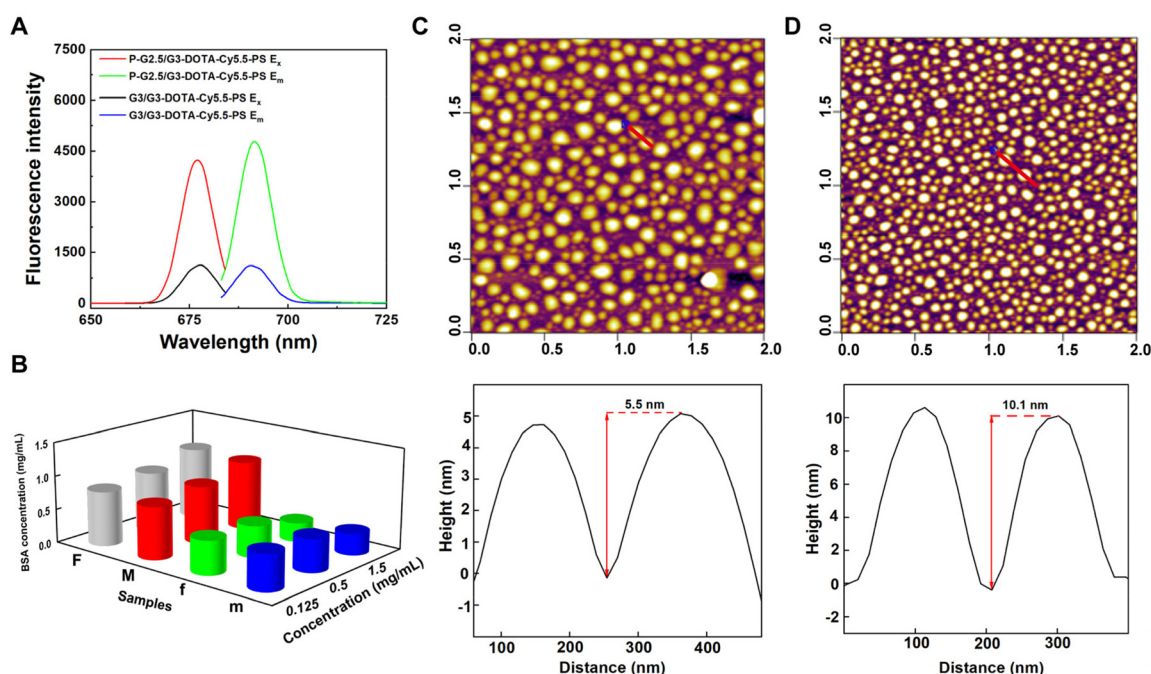 A
7500
6000
4500
3000
1500
0
Fluorescence intensity
P-G2.5/G3-DOTA-Cy5.5-PS Ex
P-G2.5/G3-DOTA-Cy5.5-PS Em
G3/G3-DOTA-Cy5.5-PS Ex
G3/G3-DOTA-Cy5.5-PS Em
650 675 700 725
Wavelength (nm)
B
1.5
1.0
0.5
0.0
BSA concentration (mg/mL)
F
M
f
m
Samples
0.125
0.5
1.5
Concentration (mg/mL)
C
2.0
1.5
1.0
0.5
0.0
0.0 0.5 1.0 1.5 2.0
5.5 nm
5
4
3
2
1
0
-1
Height (nm)
100 200 300 400
Distance (nm)
D
2.0
1.5
1.0
0.5
0.0
0.0 0.5 1.0 1.5 2.0
10.1 nm
10
8
6
4
2
0
-2
Height (nm)
100 200 300
Distance (nm)